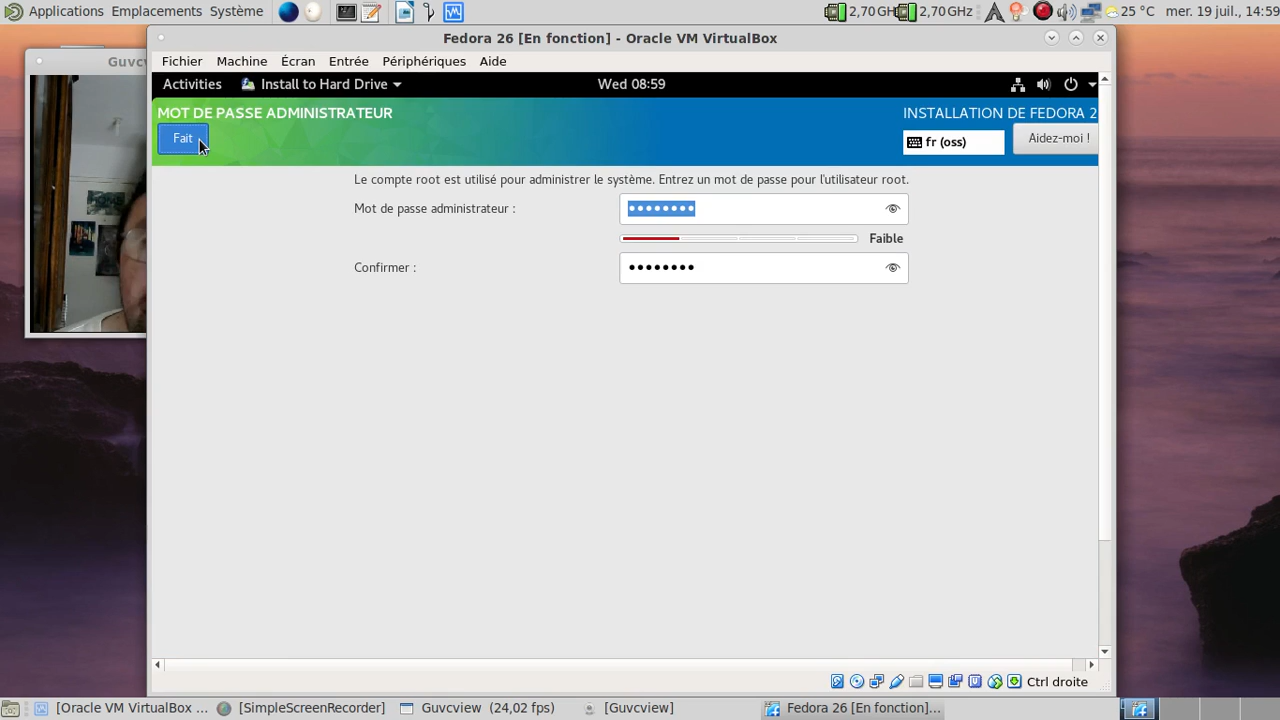 Applications Emplacements Système 2,70 GH 2,70 GHz 25 °C mer. 19 juil., 14:59
Guvcv
Fedora 26 [En fonction] - Oracle VM VirtualBox
Fichier Machine Écran Entrée Périphériques Aide
Activities Install to Hard Drive Wed 08:59
MOT DE PASSE ADMINISTRATEUR INSTALLATION DE FEDORA 2
Fait fr (oss) Aidez-moi !
Le compte root est utilisé pour administrer le système. Entrez un mot de passe pour l'utilisateur root.
Mot de passe administrateur : ●●●●●●●●
Faible
Confirmer : ●●●●●●●●
Ctrl droite
[Oracle VM VirtualBox ... [SimpleScreenRecorder] Guvcview (24,02 fps) [Guvcview] Fedora 26 [En fonction]...